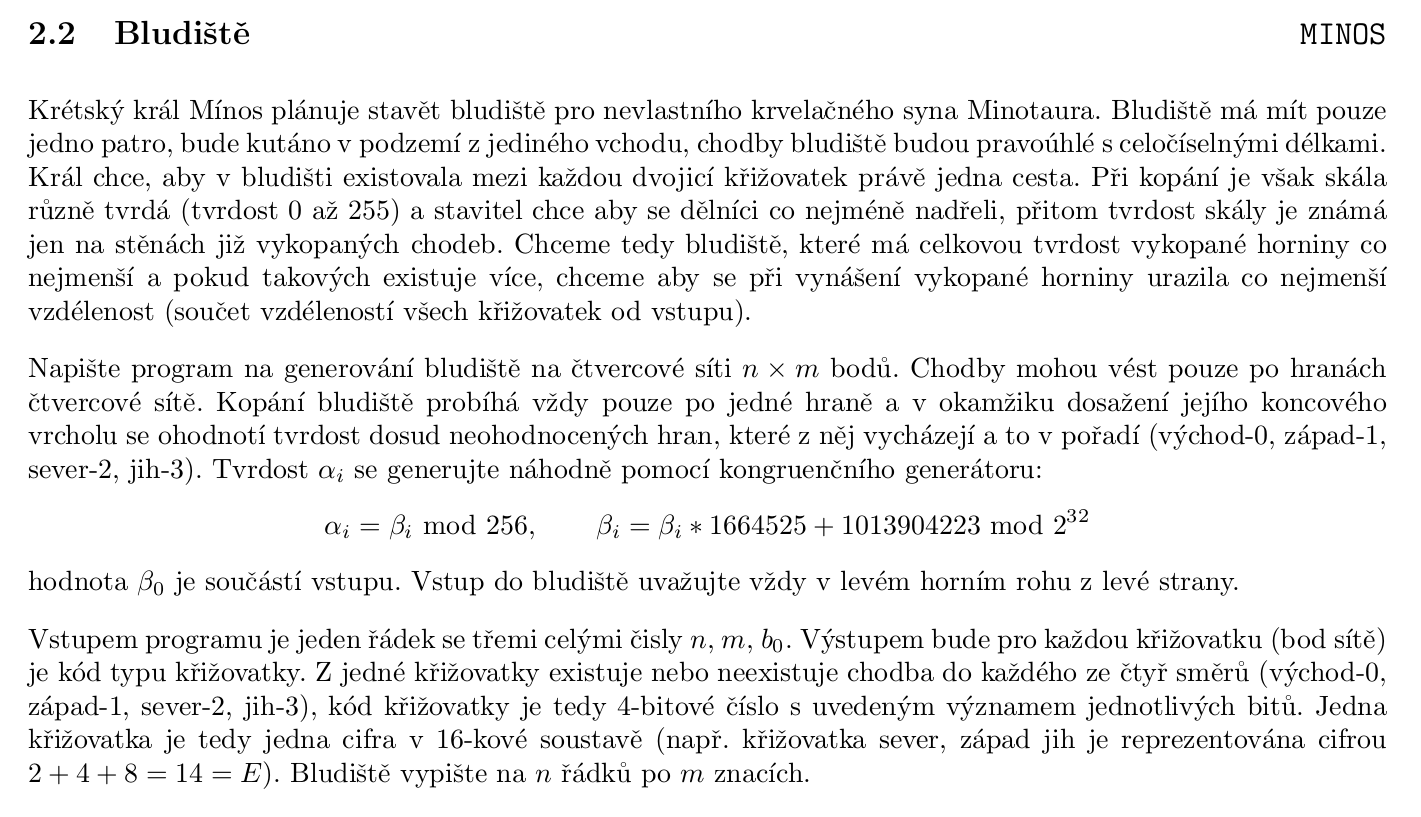 2.2 Bludiště MINOS
Krétský král Mínos plánuje stavět bludiště pro nevlastního krvelačného syna Minotaura. Bludiště má mít pouze
jedno patro, bude kutáno v podzemí z jediného vchodu, chodby bludiště budou pravoúhlé s celočíselnými délkami.
Král chce, aby v bludišti existovala mezi každou dvojicí křižovatek právě jedna cesta. Při kopání je však skála
různě tvrdá (tvrdost 0 až 255) a stavitel chce aby se dělníci co nejméně nadřeli, přitom tvrdost skály je známá
jen na stěnách již vykopaných chodeb. Chceme tedy bludiště, které má celkovou tvrdost vykopané horniny co
nejmenší a pokud takových existuje více, chceme aby se při vynášení vykopané horniny urazila co nejmenší
vzdélenost (součet vzdéleností všech křižovatek od vstupu).
Napište program na generování bludiště na čtvercové síti n × m bodů. Chodby mohou vést pouze po hranách
čtvercové sítě. Kopání bludiště probíhá vždy pouze po jedné hraně a v okamžiku dosažení jejího koncového
vrcholu se ohodnotí tvrdost dosud neohodnocených hran, které z něj vycházejí a to v pořadí (východ-0, západ-1,
sever-2, jih-3). Tvrdost αᵢ se generujte náhodně pomocí kongruenčního generátoru:
αᵢ = βᵢ mod 256, βᵢ = βᵢ ∗ 1664525 + 1013904223 mod 2³²
hodnota β₀ je součástí vstupu. Vstup do bludiště uvažujte vždy v levém horním rohu z levé strany.
Vstupem programu je jeden řádek se třemi celými čisly n, m, b₀. Výstupem bude pro každou křižovatku (bod sítě)
je kód typu křižovatky. Z jedné křižovatky existuje nebo neexistuje chodba do každého ze čtyř směrů (východ-0,
západ-1, sever-2, jih-3), kód křižovatky je tedy 4-bitové číslo s uvedeným významem jednotlivých bitů. Jedna
křižovatka je tedy jedna cifra v 16-kové soustavě (např. křižovatka sever, západ jih je reprezentována cifrou
2 + 4 + 8 = 14 = E). Bludiště vypište na n řádků po m znacích.